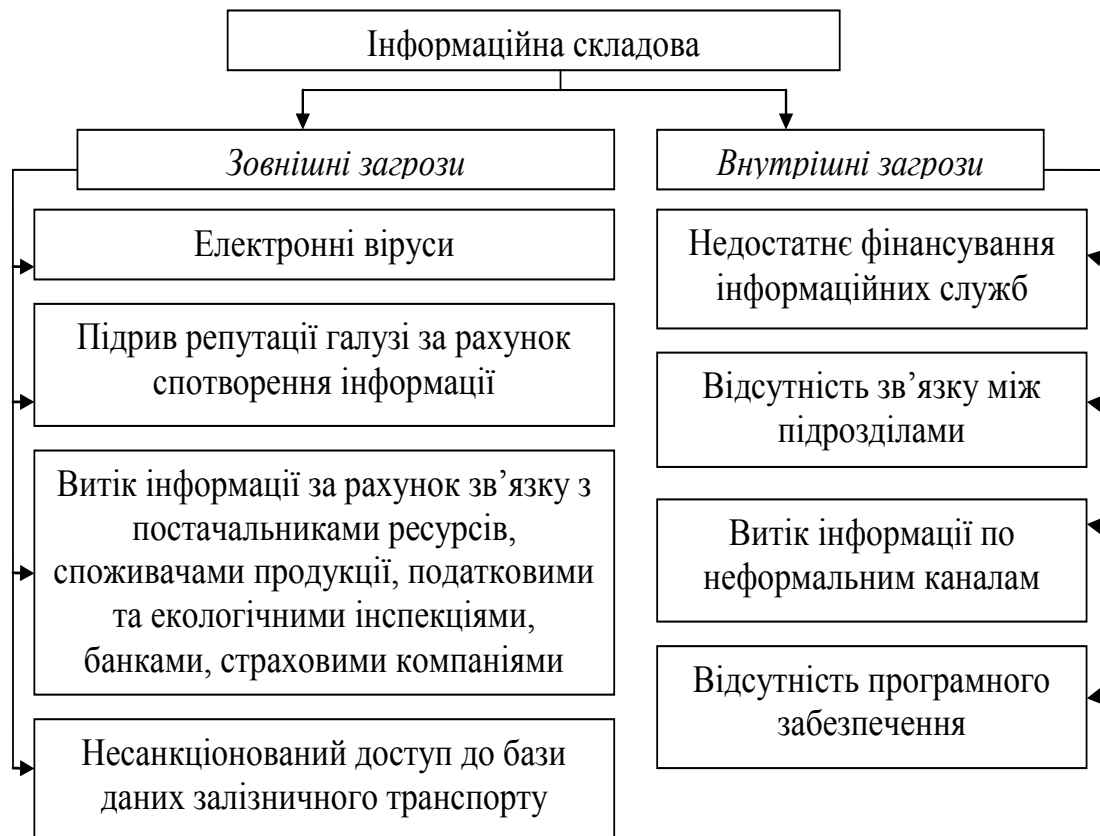 Інформаційна складова
Зовнішні загрози
Електронні віруси
Підрив репутації галузі за рахунок
спотворення інформації
Витік інформації за рахунок зв’язку з
постачальниками ресурсів,
споживачами продукції, податковими
та екологічними інспекціями,
банками, страховими компаніями
Несанкціонований доступ до бази
даних залізничного транспорту
Внутрішні загрози
Недостатнє фінансування
інформаційних служб
Відсутність зв’язку між
підрозділами
Витік інформації по
неформальним каналам
Відсутність програмного
забезпечення